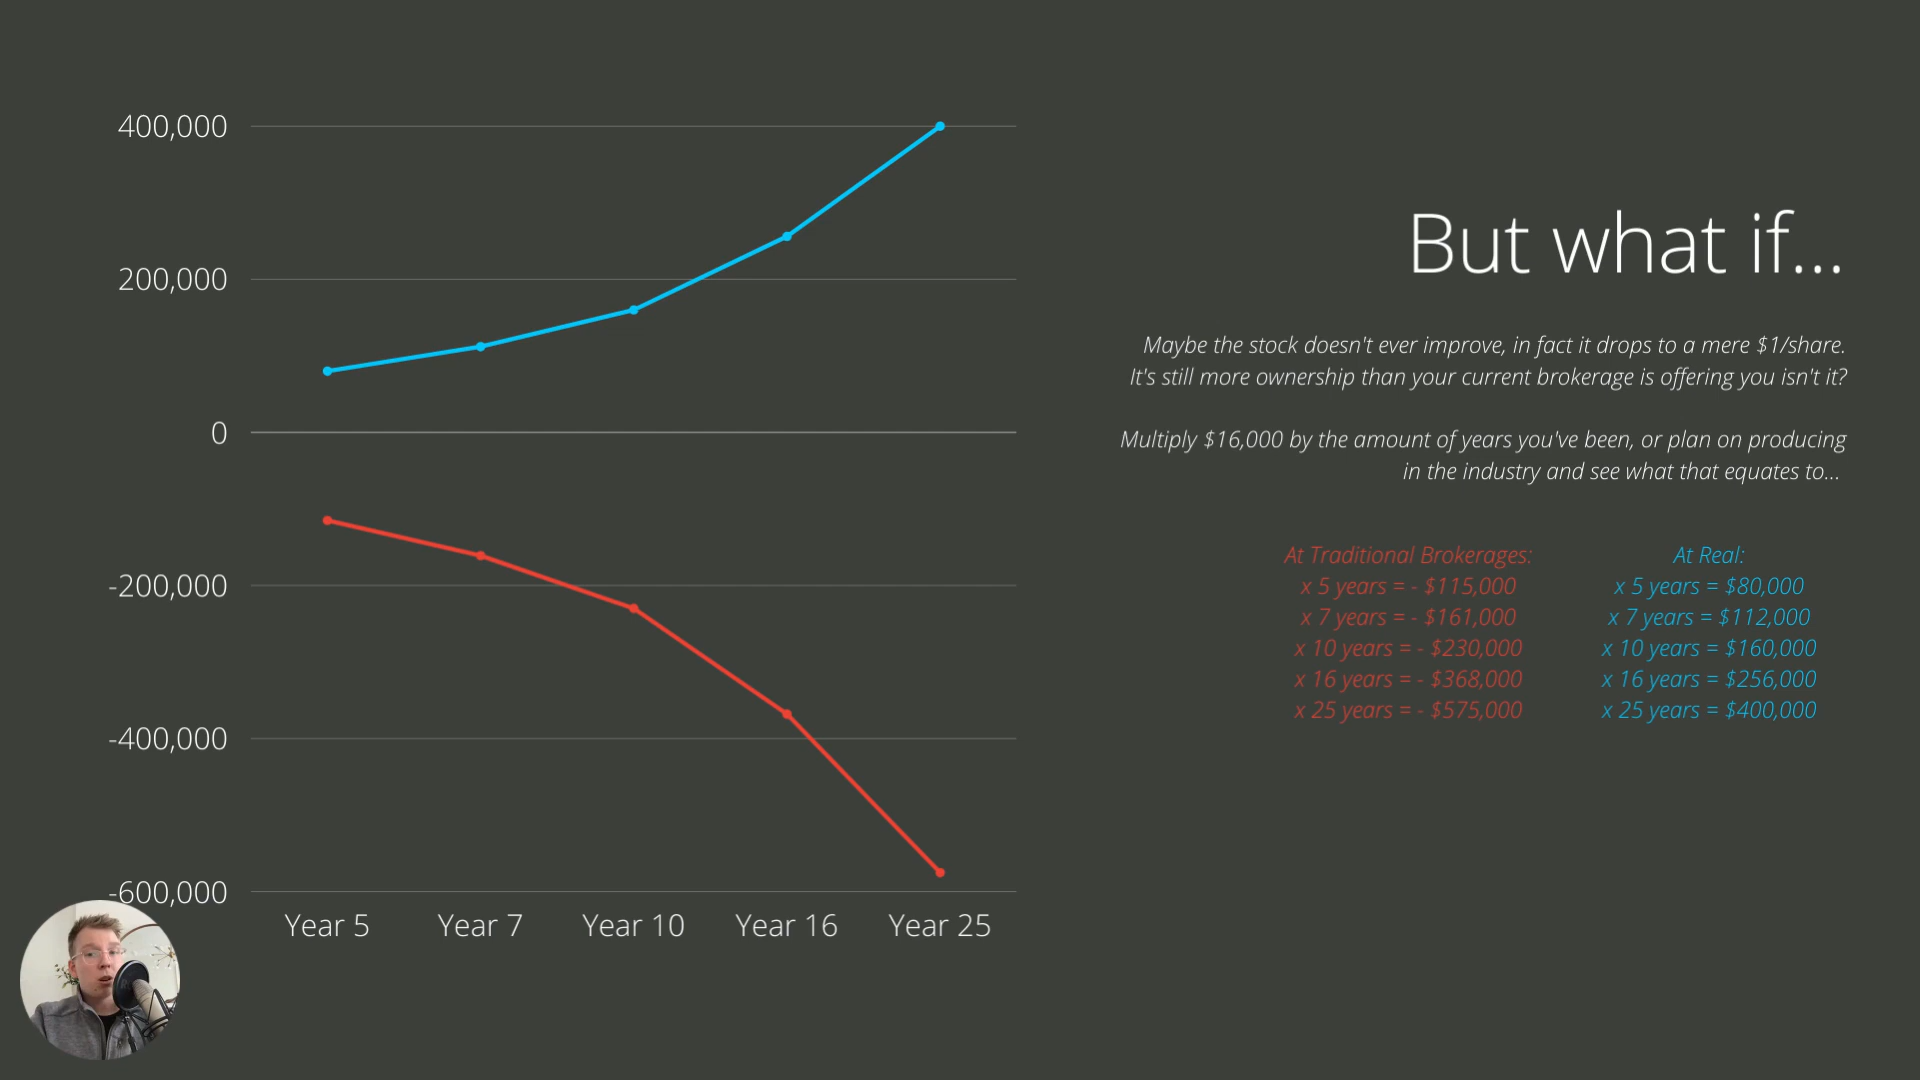 400,000
200,000
0
-200,000
-400,000
-600,000
Year 5
Year 7
Year 10
Year 16
Year 25
But what if...
Maybe the stock doesn't ever improve, in fact it drops to a mere $1/share.
It's still more ownership than your current brokerage is offering you isn't it?
Multiply $16,000 by the amount of years you've been, or plan on producing
in the industry and see what that equates to...
At Traditional Brokerages:
x 5 years = - $115,000
x 7 years = - $161,000
x 10 years = - $230,000
x 16 years = - $368,000
x 25 years = - $575,000
At Real:
x 5 years = $80,000
x 7 years = $112,000
x 10 years = $160,000
x 16 years = $256,000
x 25 years = $400,000